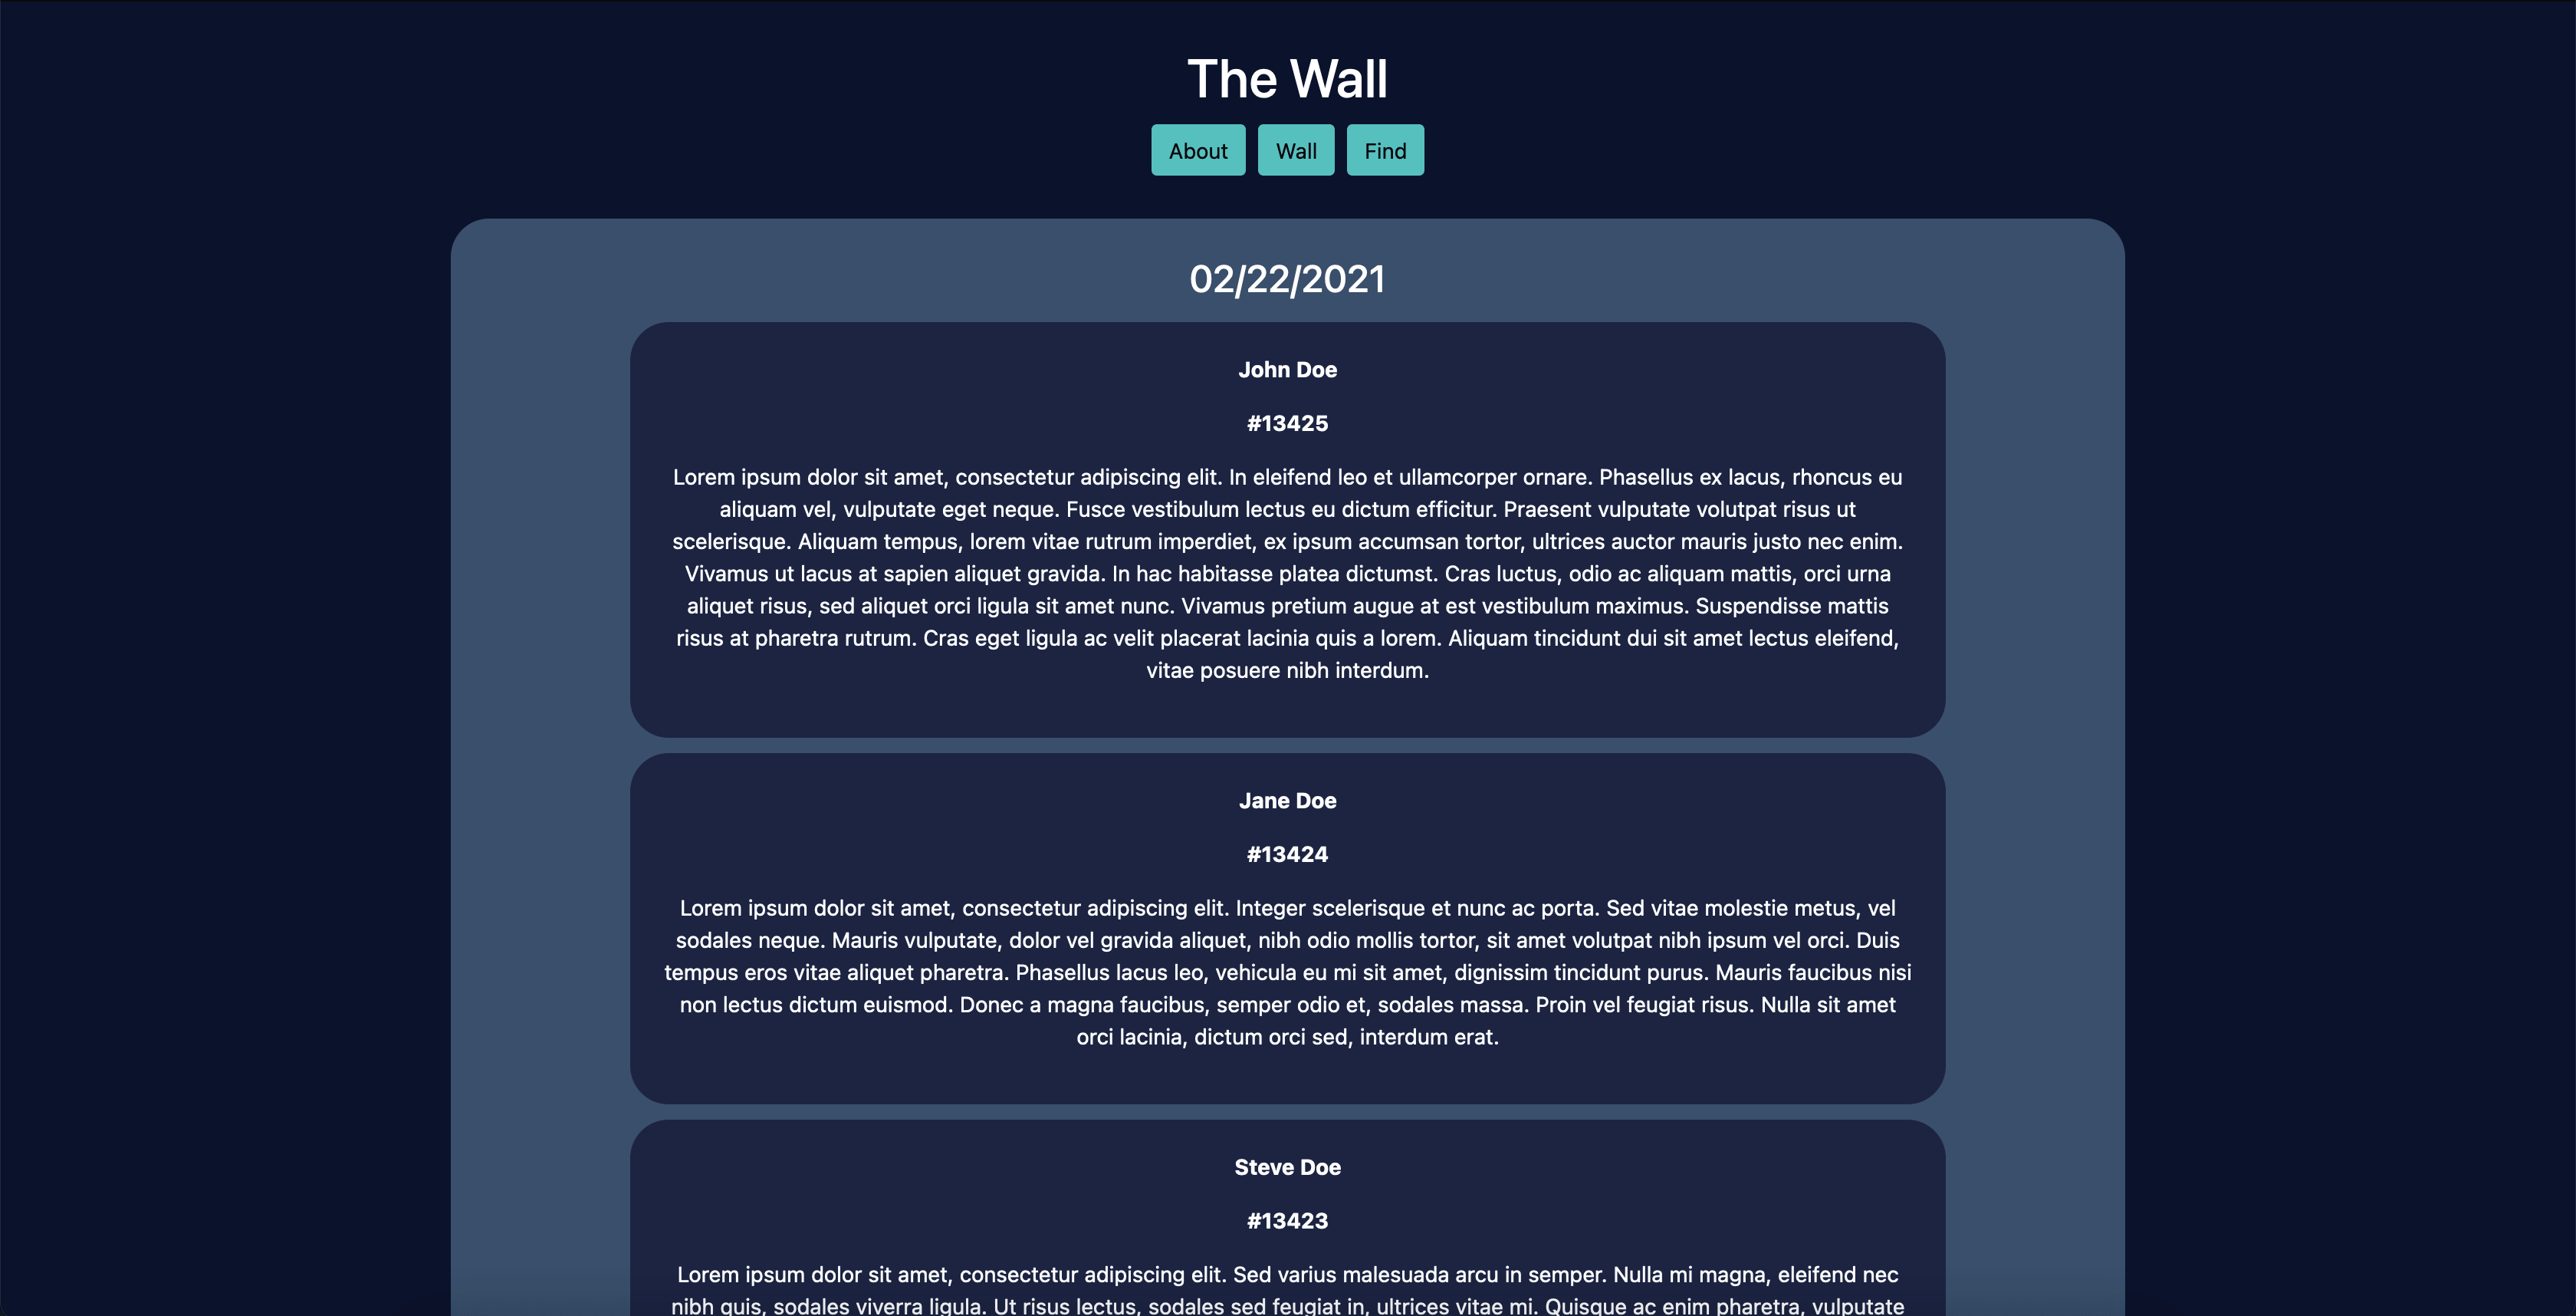 The Wall
About Wall Find
02/22/2021
John Doe
#13425
Lorem ipsum dolor sit amet, consectetur adipiscing elit. In eleifend leo et ullamcorper ornare. Phasellus ex lacus, rhoncus eu
aliquam vel, vulputate eget neque. Fusce vestibulum lectus eu dictum efficitur. Praesent vulputate volutpat risus ut
scelerisque. Aliquam tempus, lorem vitae rutrum imperdiet, ex ipsum accumsan tortor, ultrices auctor mauris justo nec enim.
Vivamus ut lacus at sapien aliquet gravida. In hac habitasse platea dictumst. Cras luctus, odio ac aliquam mattis, orci urna
aliquet risus, sed aliquet orci ligula sit amet nunc. Vivamus pretium augue at est vestibulum maximus. Suspendisse mattis
risus at pharetra rutrum. Cras eget ligula ac velit placerat lacinia quis a lorem. Aliquam tincidunt dui sit amet lectus eleifend,
vitae posuere nibh interdum.
Jane Doe
#13424
Lorem ipsum dolor sit amet, consectetur adipiscing elit. Integer scelerisque et nunc ac porta. Sed vitae molestie metus, vel
sodales neque. Mauris vulputate, dolor vel gravida aliquet, nibh odio mollis tortor, sit amet volutpat nibh ipsum vel orci. Duis
tempus eros vitae aliquet pharetra. Phasellus lacus leo, vehicula eu mi sit amet, dignissim tincidunt purus. Mauris faucibus nisi
non lectus dictum euismod. Donec a magna faucibus, semper odio et, sodales massa. Proin vel feugiat risus. Nulla sit amet
orci lacinia, dictum orci sed, interdum erat.
Steve Doe
#13423
Lorem ipsum dolor sit amet, consectetur adipiscing elit. Sed varius malesuada arcu in semper. Nulla mi magna, eleifend nec
nibh quis, sodales viverra ligula. Ut risus lectus, sodales sed feugiat in, ultrices vitae mi. Quisque ac enim pharetra, vulputate